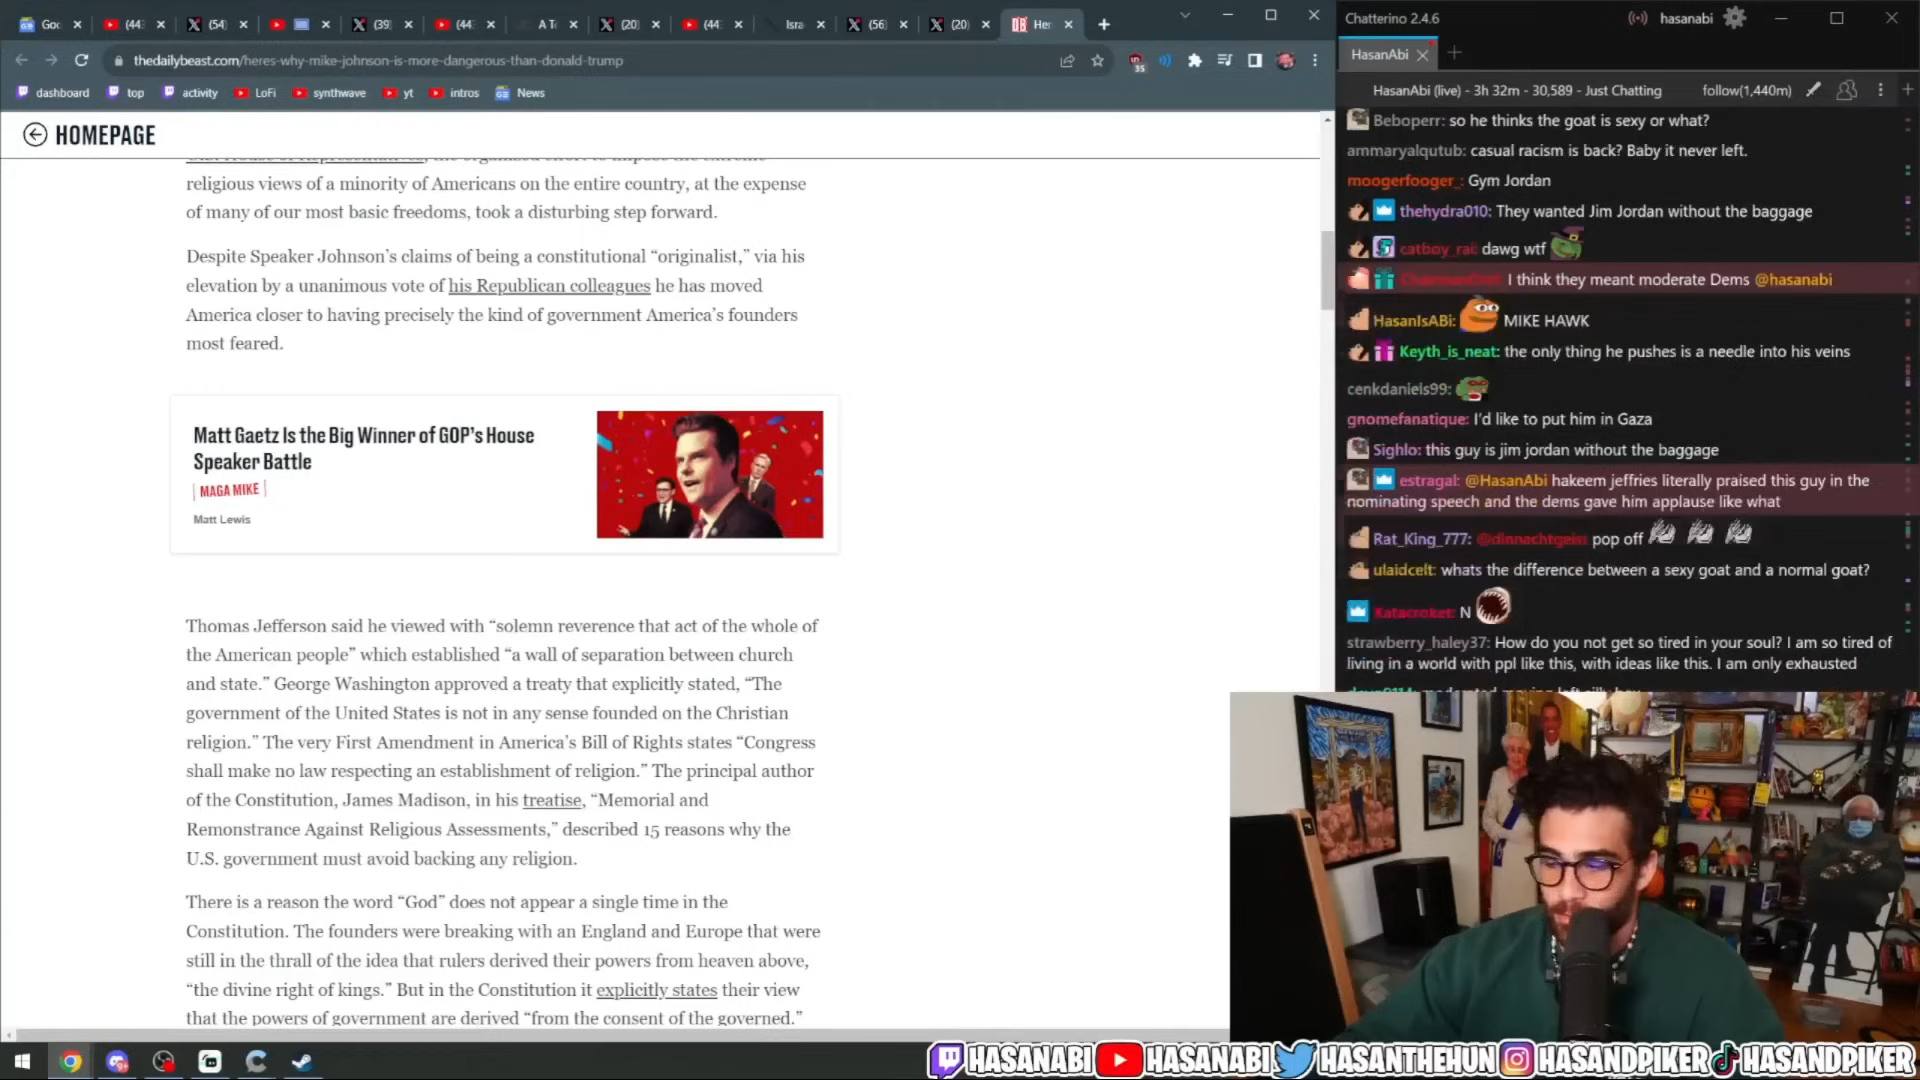 Goo
(44
(54)
(39)
(44
A T
(20)
(44
Isra
(56)
(20)
Her
thedailybeast.com/heres-why-mike-johnson-is-more-dangerous-than-donald-trump
35
dashboard
top
activity
LoFi
synthwave
yt
intros
News
HOMEPAGE
religious views of a minority of Americans on the entire country, at the expense
of many of our most basic freedoms, took a disturbing step forward.
Despite Speaker Johnson’s claims of being a constitutional “originalist,” via his
elevation by a unanimous vote of his Republican colleagues he has moved
America closer to having precisely the kind of government America’s founders
most feared.
Matt Gaetz Is the Big Winner of GOP’s House
Speaker Battle
MAGA MIKE
Matt Lewis
Thomas Jefferson said he viewed with “solemn reverence that act of the whole of
the American people” which established “a wall of separation between church
and state.” George Washington approved a treaty that explicitly stated, “The
government of the United States is not in any sense founded on the Christian
religion.” The very First Amendment in America’s Bill of Rights states “Congress
shall make no law respecting an establishment of religion.” The principal author
of the Constitution, James Madison, in his treatise, “Memorial and
Remonstrance Against Religious Assessments,” described 15 reasons why the
U.S. government must avoid backing any religion.
There is a reason the word “God” does not appear a single time in the
Constitution. The founders were breaking with an England and Europe that were
still in the thrall of the idea that rulers derived their powers from heaven above,
“the divine right of kings.” But in the Constitution it explicitly states their view
that the powers of government are derived “from the consent of the governed.”
Chatterino 2.4.6
hasanabi
HasanAbi
HasanAbi (live) - 3h 32m - 30,589 - Just Chatting
follow(1,440m)
Beboperr: so he thinks the goat is sexy or what?
ammaryalqutub: casual racism is back? Baby it never left.
moogerfooger_: Gym Jordan
thehydra010: They wanted Jim Jordan without the baggage
catboy_rai: dawg wtf
I think they meant moderate Dems @hasanabi
HasanIsABi: MIKE HAWK
Keyth_is_neat: the only thing he pushes is a needle into his veins
cenkdaniels99:
gnomefanatique: I’d like to put him in Gaza
Sighlo: this guy is jim jordan without the baggage
estragal: @HasanAbi hakeem jeffries literally praised this guy in the
nominating speech and the dems gave him applause like what
Rat_King_777: @dinnachtgeist pop off
ulaidcelt: whats the difference between a sexy goat and a normal goat?
Katacroket: N
strawberry_haley37: How do you not get so tired in your soul? I am so tired of
living in a world with ppl like this, with ideas like this. I am only exhausted
HASANABI
HASANABI
HASANTHEHUN
HASANDPIKER
HASANDPIKER